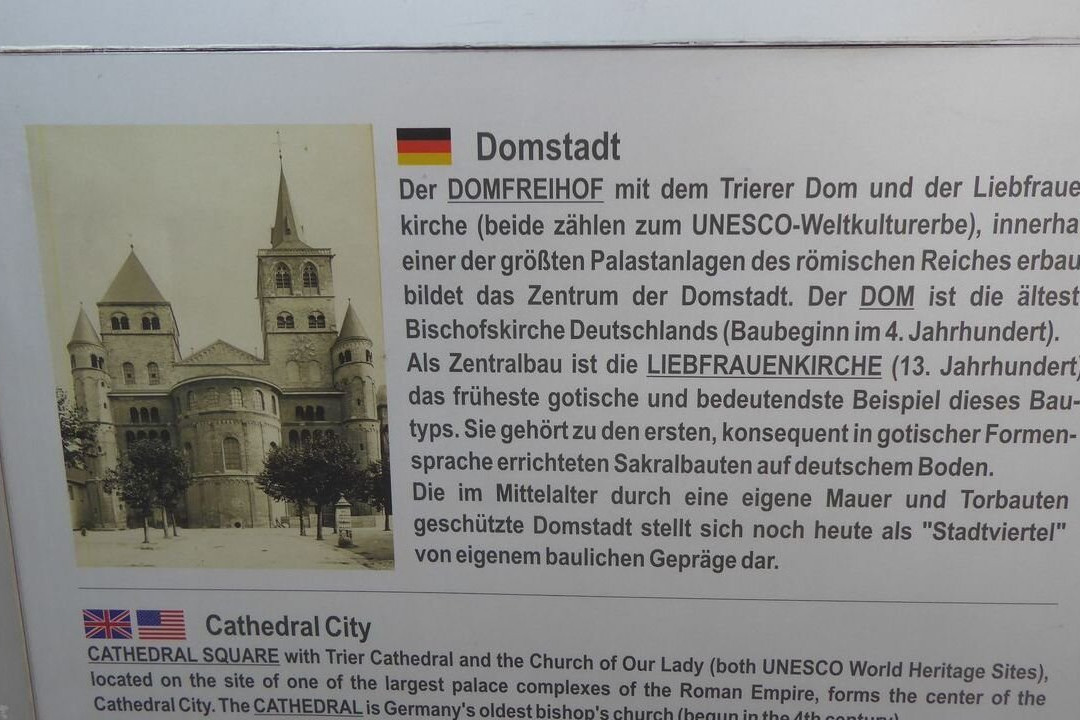 Domstadt
Der DOMFREIHOF mit dem Trierer Dom und der Liebfraue
kirche (beide zählen zum UNESCO-Weltkulturerbe), innerha
einer der größten Palastanlagen des römischen Reiches erbau
bildet das Zentrum der Domstadt. Der DOM ist die ältest
Bischofskirche Deutschlands (Baubeginn im 4. Jahrhundert).
Als Zentralbau ist die LIEBFRAUENKIRCHE (13. Jahrhundert)
das früheste gotische und bedeutendste Beispiel dieses Bau-
typs. Sie gehört zu den ersten, konsequent in gotischer Formen-
sprache errichteten Sakralbauten auf deutschem Boden.
Die im Mittelalter durch eine eigene Mauer und Torbauten
geschützte Domstadt stellt sich noch heute als "Stadtviertel"
von eigenem baulichen Gepräge dar.
Cathedral City
CATHEDRAL SQUARE with Trier Cathedral and the Church of Our Lady (both UNESCO World Heritage Sites),
located on the site of one of the largest palace complexes of the Roman Empire, forms the center of the
Cathedral City. The CATHEDRAL is Germany's oldest bishop's church (begun in the 4th century).